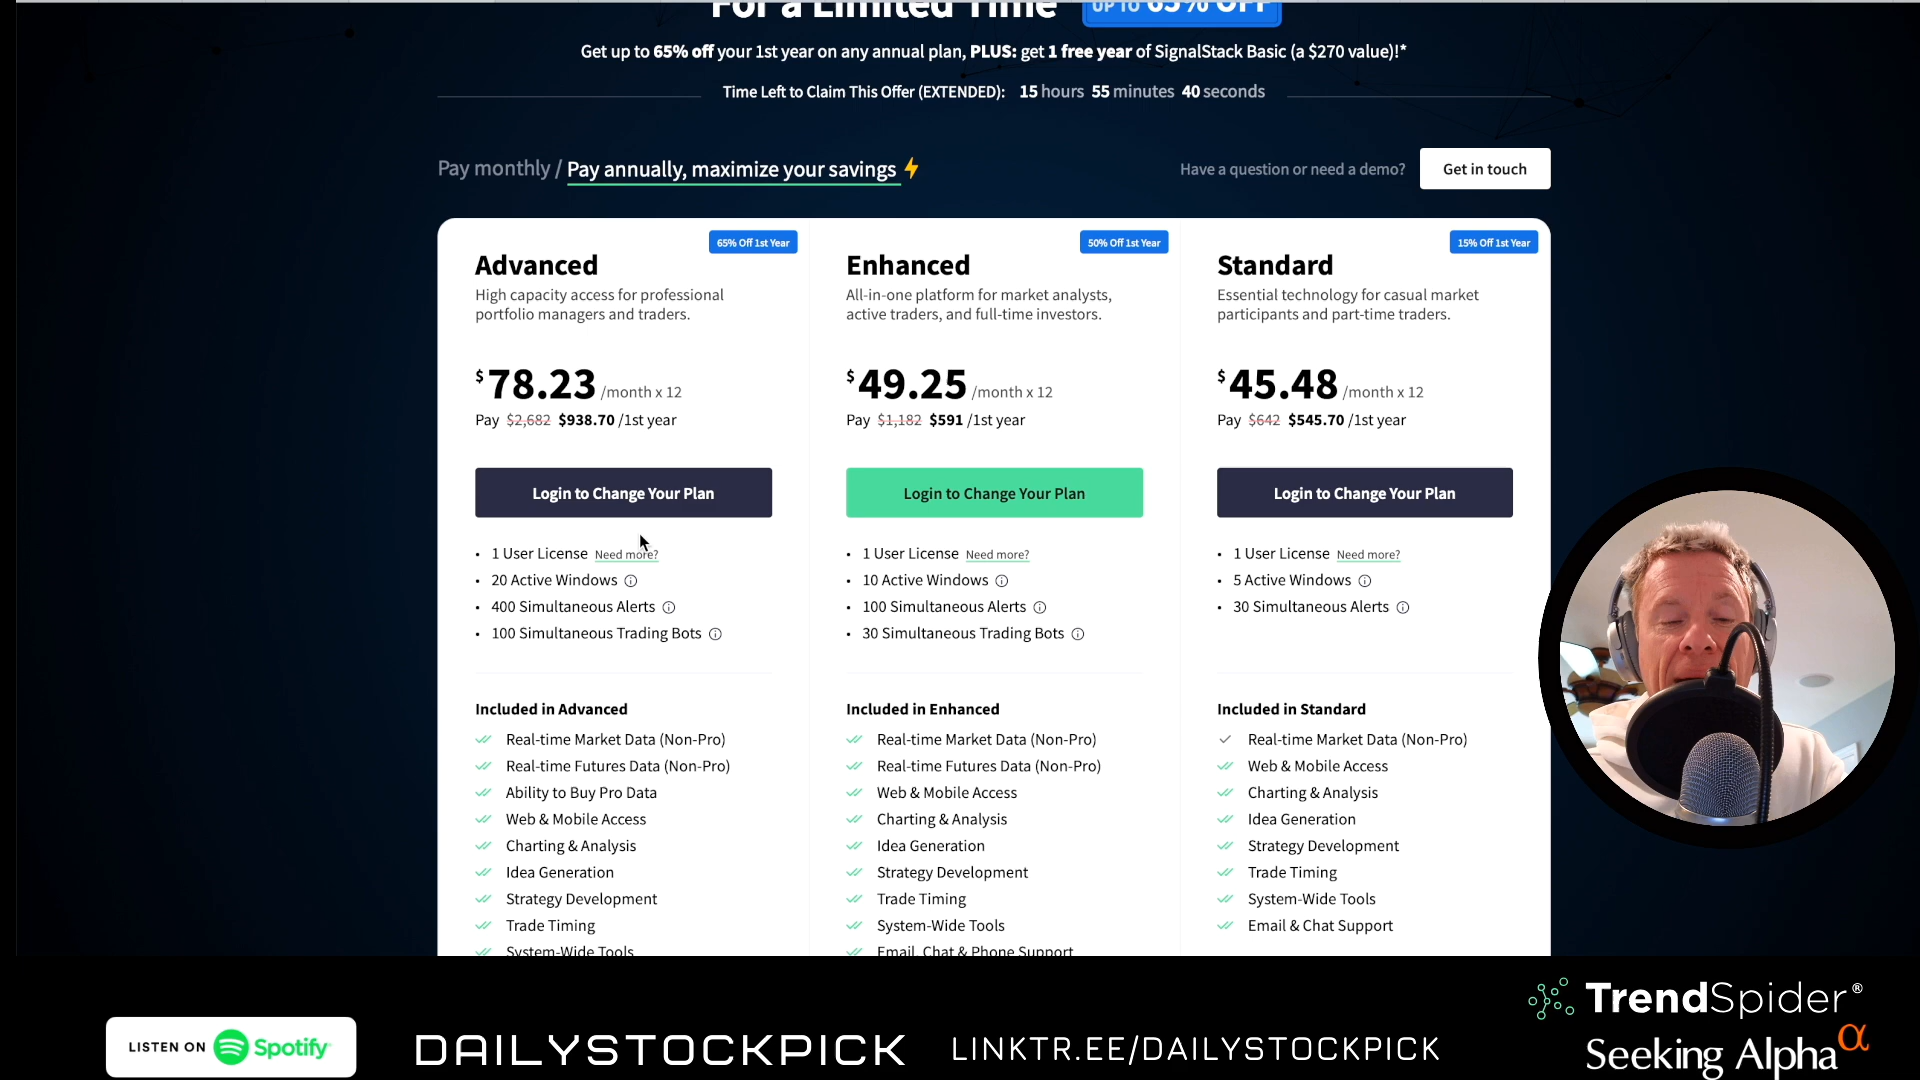 For a Limited Time UP TO 65% OFF
Get up to 65% off your 1st year on any annual plan, PLUS: get 1 free year of SignalStack Basic (a $270 value)!*
Time Left to Claim This Offer (EXTENDED): 15 hours 55 minutes 40 seconds
Pay monthly / Pay annually, maximize your savings
Have a question or need a demo?
Get in touch
65% Off 1st Year
Advanced
High capacity access for professional
portfolio managers and traders.
$78.23 /month x 12
Pay $2,682 $938.70 /1st year
Login to Change Your Plan
• 1 User License Need more?
• 20 Active Windows
• 400 Simultaneous Alerts
• 100 Simultaneous Trading Bots
Included in Advanced
Real-time Market Data (Non-Pro)
Real-time Futures Data (Non-Pro)
Ability to Buy Pro Data
Web & Mobile Access
Charting & Analysis
Idea Generation
Strategy Development
Trade Timing
System-Wide Tools
50% Off 1st Year
Enhanced
All-in-one platform for market analysts,
active traders, and full-time investors.
$49.25 /month x 12
Pay $1,182 $591 /1st year
Login to Change Your Plan
• 1 User License Need more?
• 10 Active Windows
• 100 Simultaneous Alerts
• 30 Simultaneous Trading Bots
Included in Enhanced
Real-time Market Data (Non-Pro)
Real-time Futures Data (Non-Pro)
Web & Mobile Access
Charting & Analysis
Idea Generation
Strategy Development
Trade Timing
System-Wide Tools
Email, Chat & Phone Support
15% Off 1st Year
Standard
Essential technology for casual market
participants and part-time traders.
$45.48 /month x 12
Pay $642 $545.70 /1st year
Login to Change Your Plan
• 1 User License Need more?
• 5 Active Windows
• 30 Simultaneous Alerts
Included in Standard
Real-time Market Data (Non-Pro)
Web & Mobile Access
Charting & Analysis
Idea Generation
Strategy Development
Trade Timing
System-Wide Tools
Email & Chat Support
LISTEN ON Spotify
DAILYSTOCKPICK
LINKTR.EE/DAILYSTOCKPICK
TrendSpider®
Seeking Alpha α